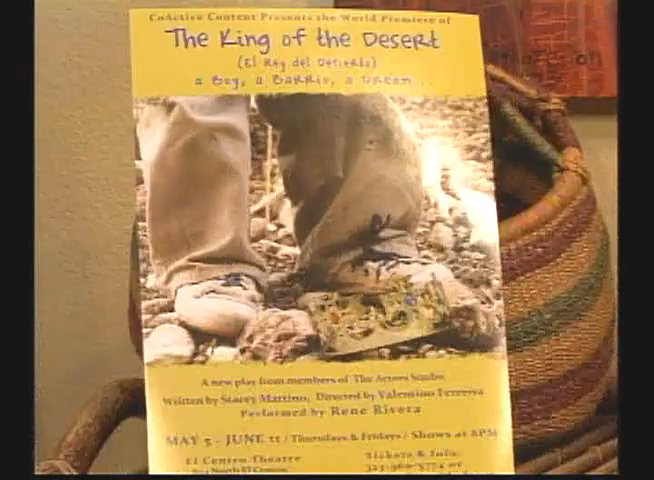 CoActive Content Presents the World Premiere of
The King of the Desert
(El Rey del Desierto)
a Boy, a Barrio, a Dream...
A new play from members of The Actors Studio
Written by Stacey Martino, Directed by Valentino Ferreira
Performed by Rene Rivera
MAY 5 - JUNE 11 / Thursdays & Fridays / Shows at 8PM
El Centro Theatre
Tickets & Info: